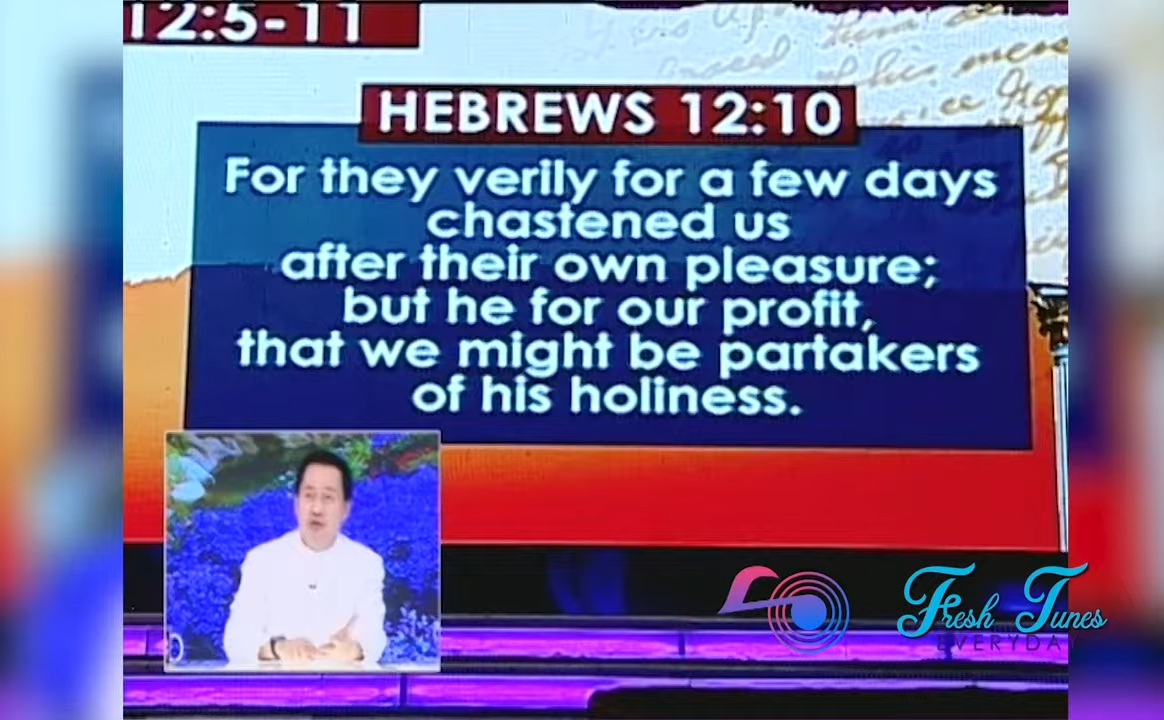 12:5-11
HEBREWS 12:10
For they verily for a few days
chastened us
after their own pleasure;
but he for our profit,
that we might be partakers
of his holiness.
Fresh Tunes
EVERYDAY